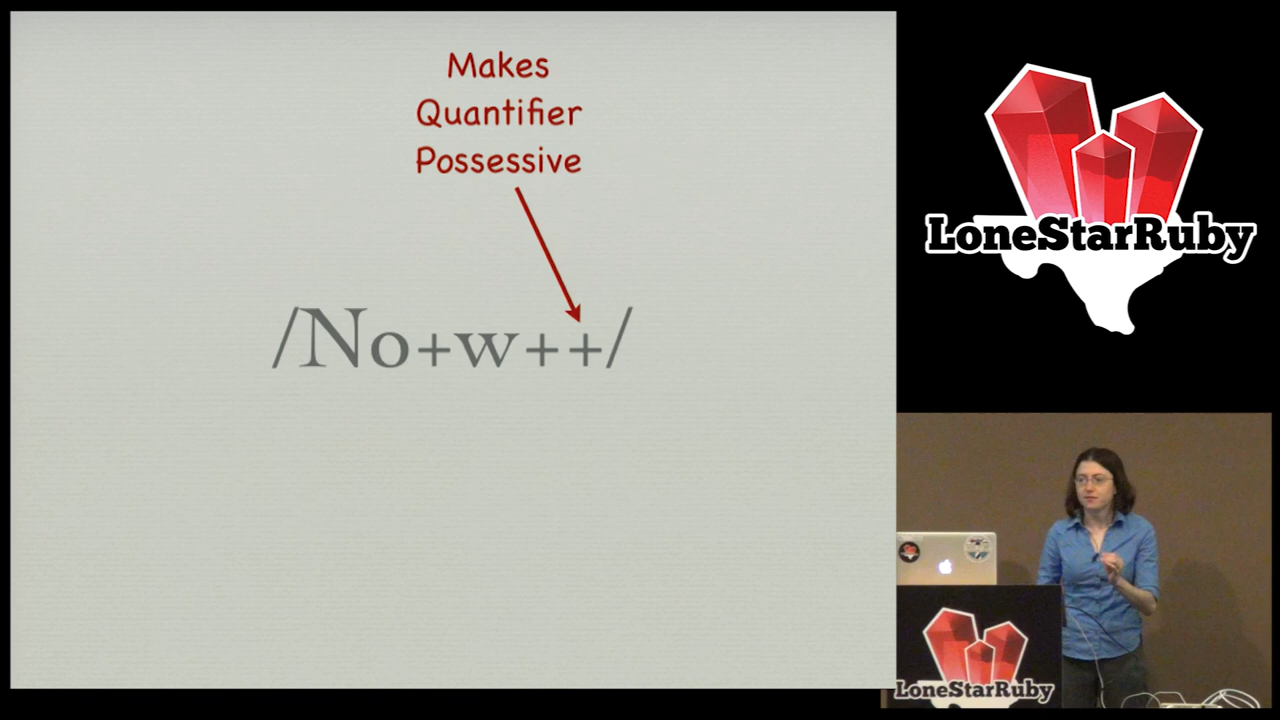 Makes
Quantifier
Possessive
/No+w++/
LoneStarRuby
LoneStarRuby